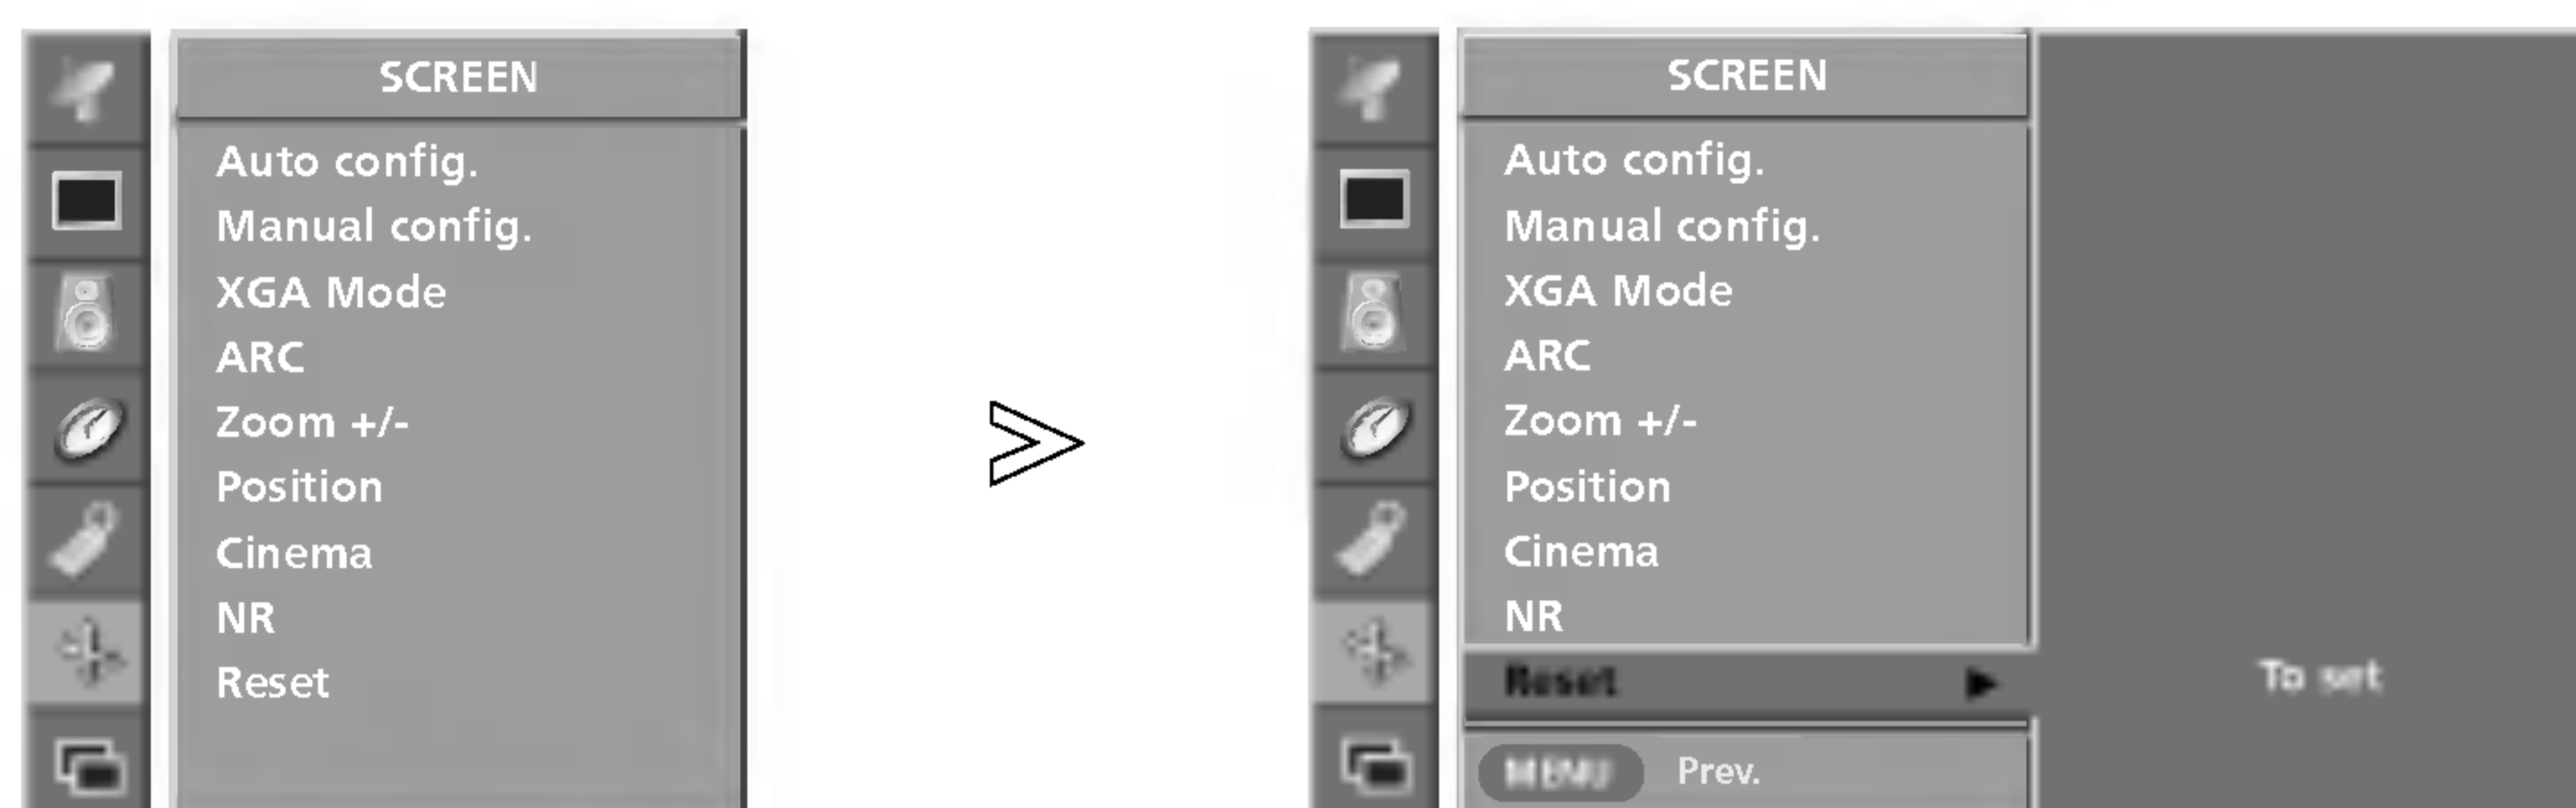 SCREEN
Auto config.
Manual config.
XGA Mode
ARC
Zoom +/-
Position
Cinema
NR
Reset
SCREEN
Auto config.
Manual config.
XGA Mode
ARC
Zoom +/-
Position
Cinema
NR
Reset
To set
MENU Prev.